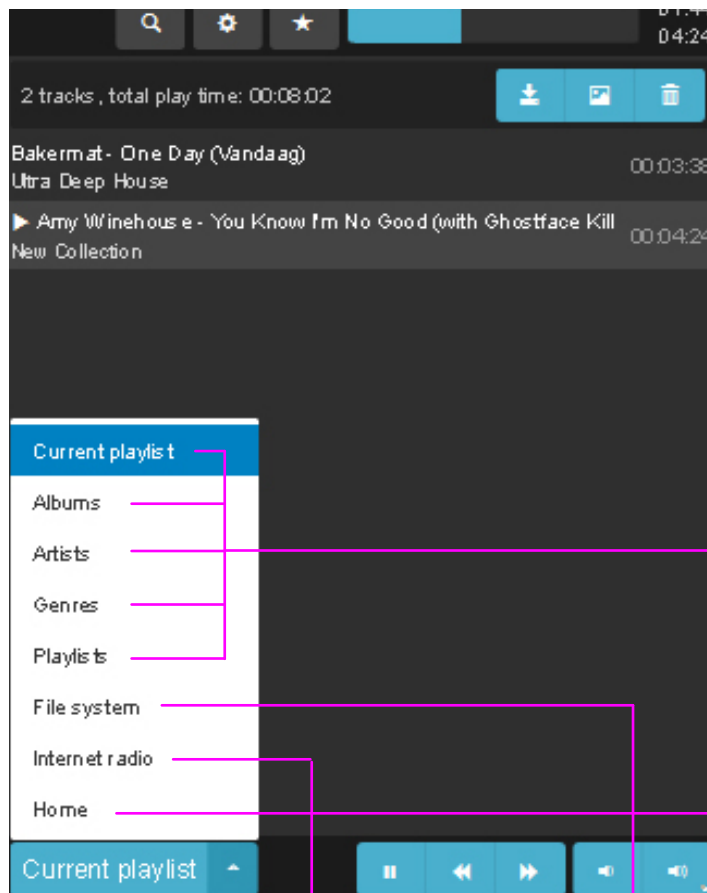 04:24
2 tracks, total play time: 00:08:02
Bakermat - One Day (Vandaag)
00:03:38
Ultra Deep House
Amy Winehouse - You Know I'm No Good (with Ghostface Kill
00:04:24
New Collection
Current playlist
Albums
Artists
Genres
Playlists
File system
Internet radio
Home
Current playlist